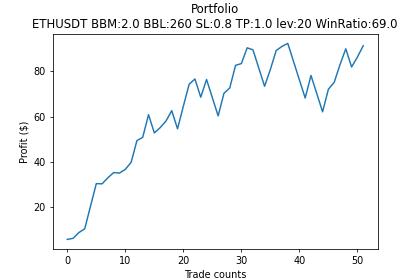 Portfolio
ETHUSDT BBM:2.0 BBL:260 SL:0.8 TP:1.0 lev:20 WinRatio:69.0
Profit ($)
80
60
40
20
0
10
20
30
40
50
Trade counts